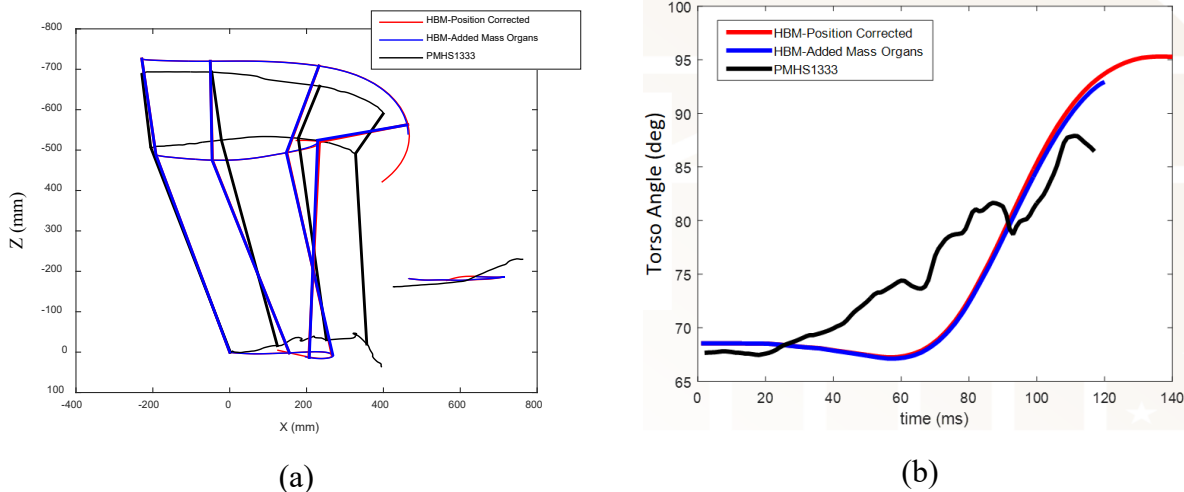 -800
-700
-600
-500
400
-300
-200
-100
0
100
Z (mm)
HBM-Position Corrected
HBM-Added Mass Organs
PMHS1333
-400
-200
0
200
400
600
800
X (mm)
(a)
100
95
90
85
80
75
70
65
Torso Angle (deg)
HBM-Position Corrected
HBM-Added Mass Organs
PMHS1333
0
20
40
60
80
100
120
140
time (ms)
(b)